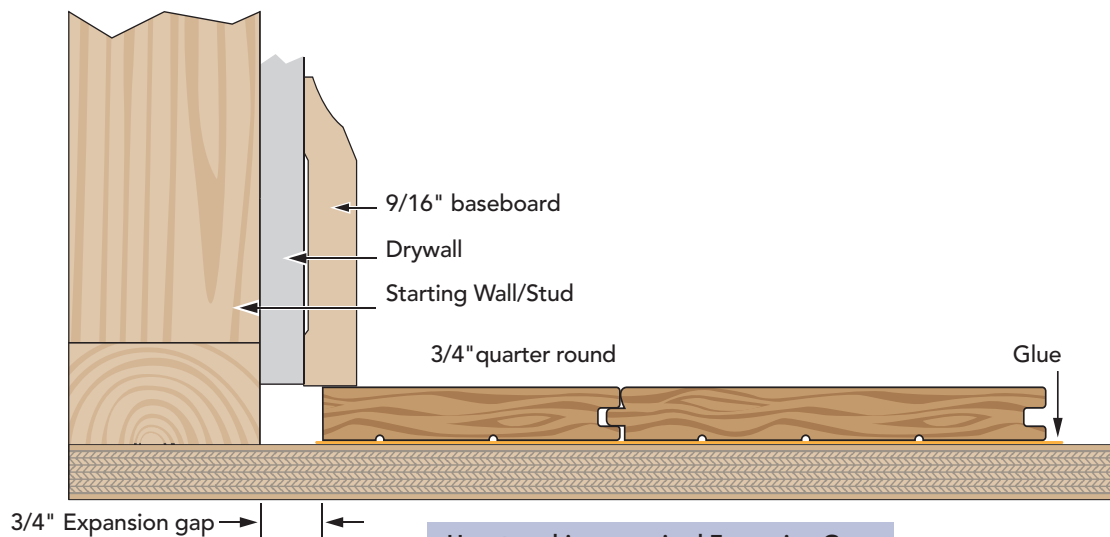 9/16" baseboard
Drywall
Starting Wall/Stud
3/4" quarter round
Glue
3/4" Expansion gap